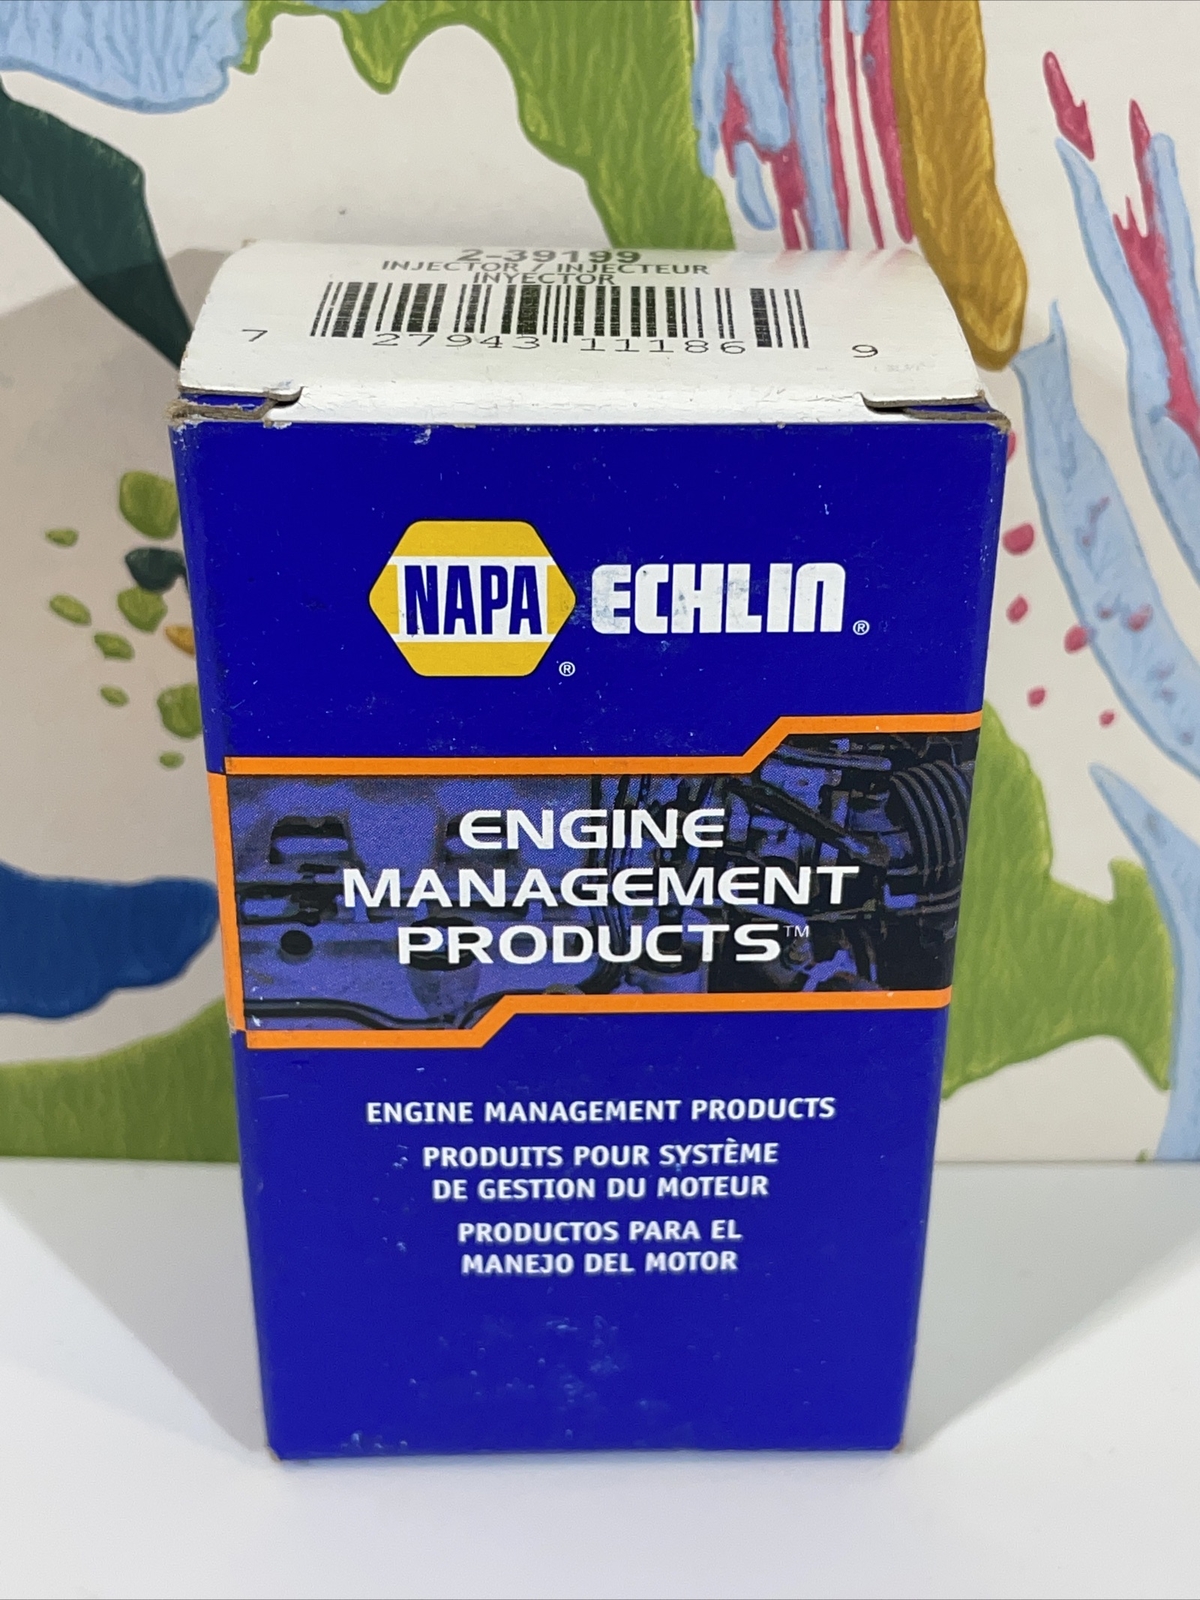 2-39199
INJECTOR / INJECTEUR
INYECTOR
7 27943 11186 9
NAPA® ECHLIN®
ENGINE
MANAGEMENT
PRODUCTS™
ENGINE MANAGEMENT PRODUCTS
PRODUITS POUR SYSTÈME
DE GESTION DU MOTEUR
PRODUCTOS PARA EL
MANEJO DEL MOTOR